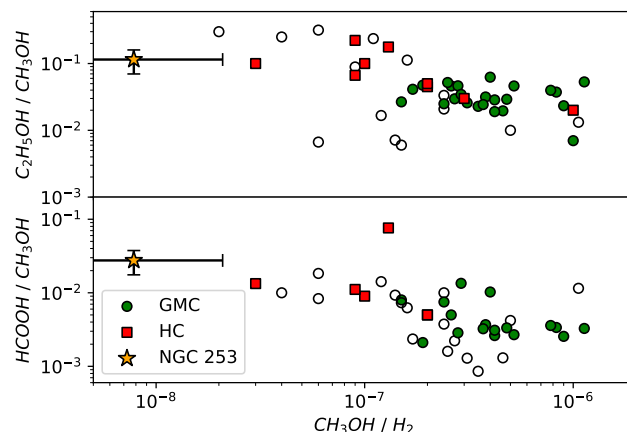 10⁻¹
10⁻²
10⁻³
C₂H₅OH / CH₃OH
10⁻¹
10⁻²
10⁻³
HCOOH / CH₃OH
GMC
HC
NGC 253
10⁻⁸
10⁻⁷
10⁻⁶
CH₃OH / H₂